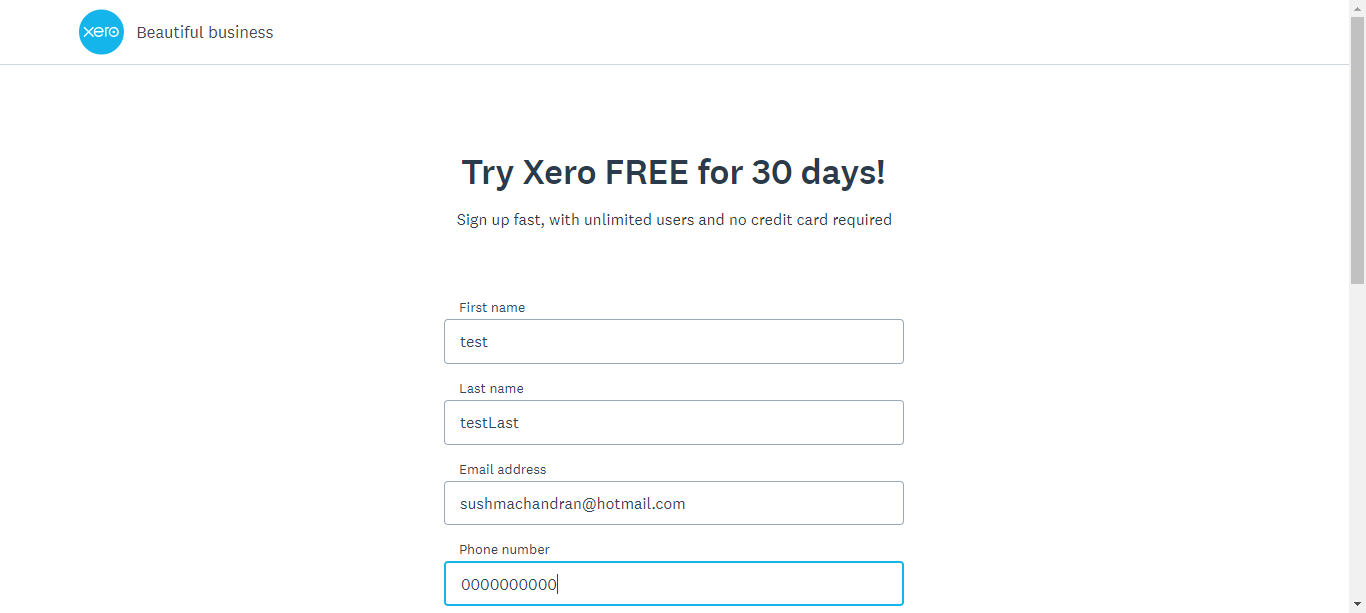 xero
Beautiful business
Try Xero FREE for 30 days!
Sign up fast, with unlimited users and no credit card required
First name
test
Last name
testLast
Email address
sushmachandran@hotmail.com
Phone number
0000000000